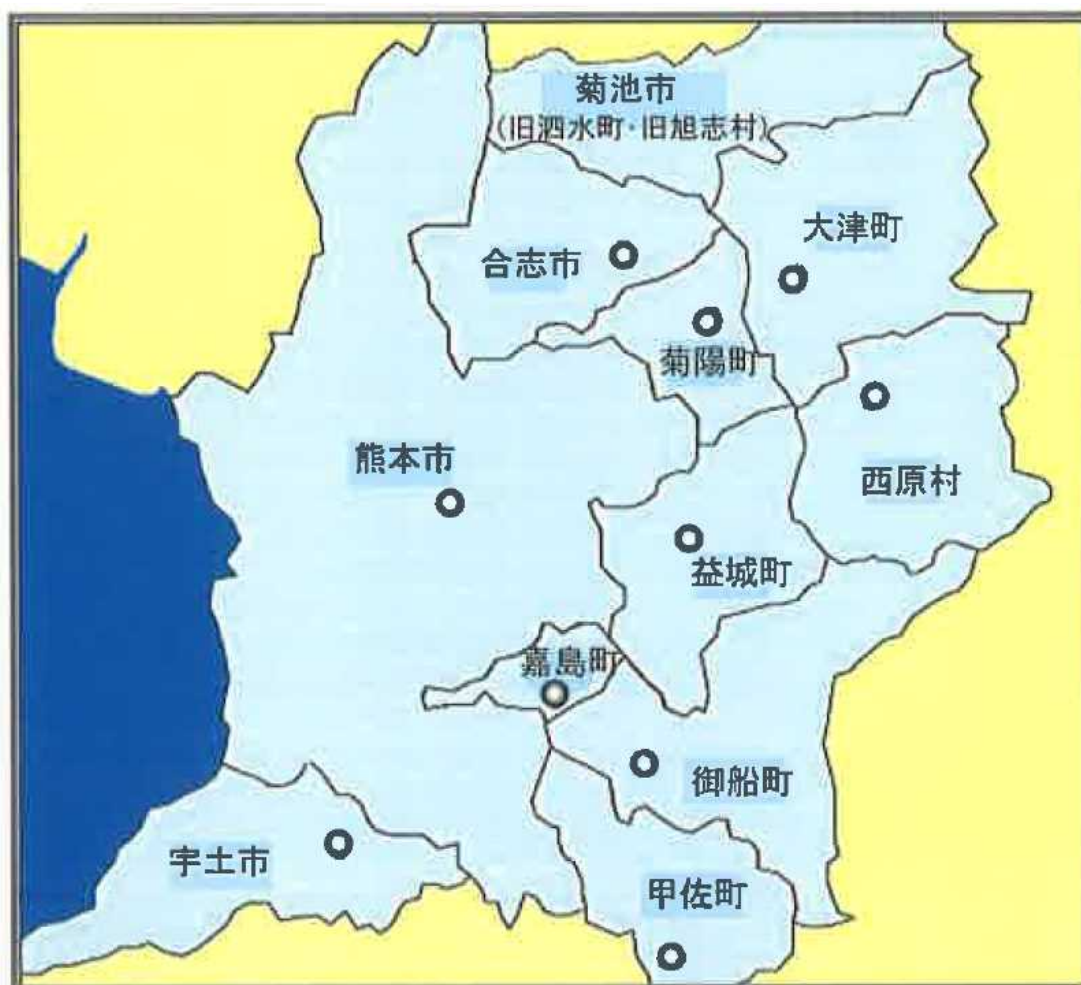 菊池市
(旧泗水町・旧旭志村)
大津町
合志市
菊陽町
熊本市
西原村
益城町
嘉島町
御船町
宇土市
甲佐町